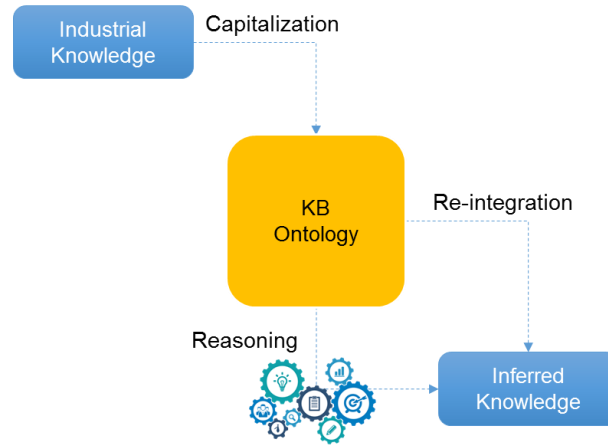 Industrial
Knowledge
Capitalization
KB
Ontology
Re-integration
Reasoning
Inferred
Knowledge